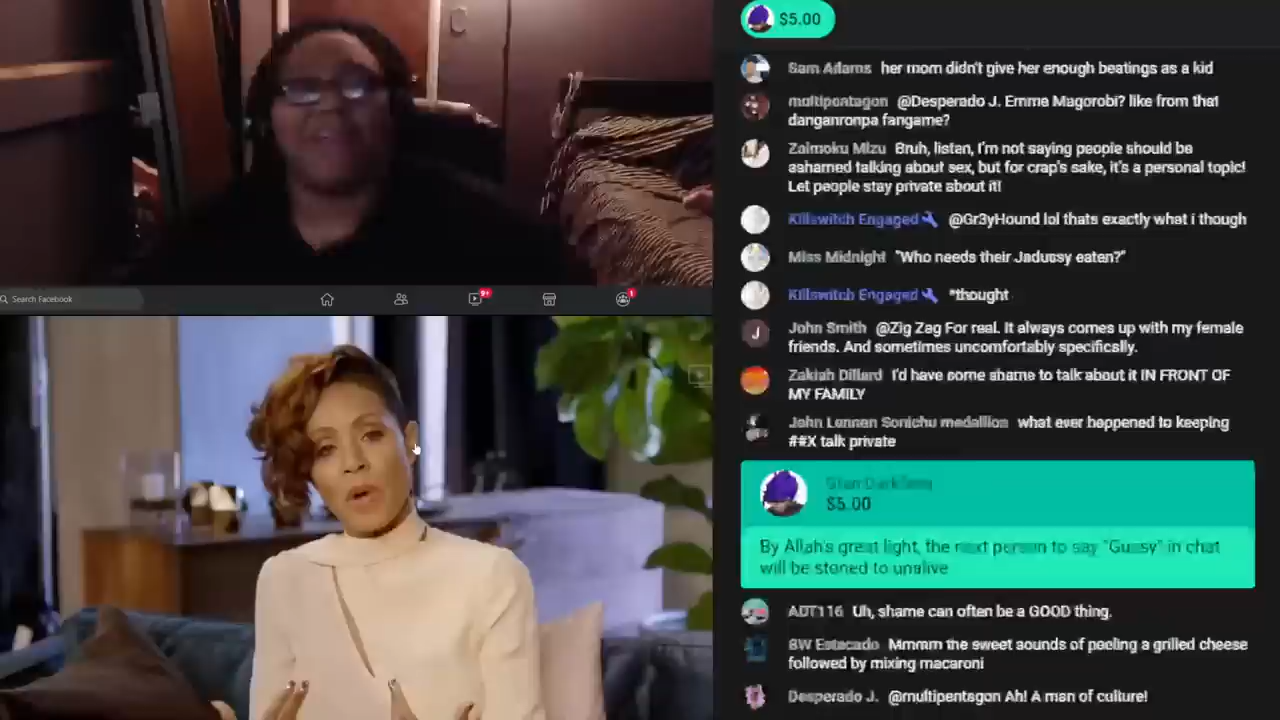 Search Facebook
9+
1
$5.00
Sam Adams her mom didn't give her enough beatings as a kid
multipentagon @Desperado J. Emme Magorobi? like from that
danganronpa fangame?
Zaimoku Mizu Bruh, listen, I'm not saying people should be
ashamed talking about sex, but for crap's sake, it's a personal topic!
Let people stay private about it!!
Killswitch Engaged @Gr3yHound lol thats exactly what i though
Miss Midnight "Who needs their Jadussy eaten?"
Killswitch Engaged *thought
J
John Smith @Zig Zag For real. It always comes up with my female
friends. And sometimes uncomfortably specifically.
Zakiah Dillard I'd have some shame to talk about it IN FRONT OF
MY FAMILY
John Lennen Sonichu medallion what ever happened to keeping
##X talk private
$5.00
By Allah's great light, the next person to say "Gussy" in chat
will be stoned to unalive
ADT116 Uh, shame can often be a GOOD thing.
BW Estacado Mmmm the sweet sounds of peeling a grilled cheese
followed by mixing macaroni
Desperado J. @multipentagon Ah! A man of culture!